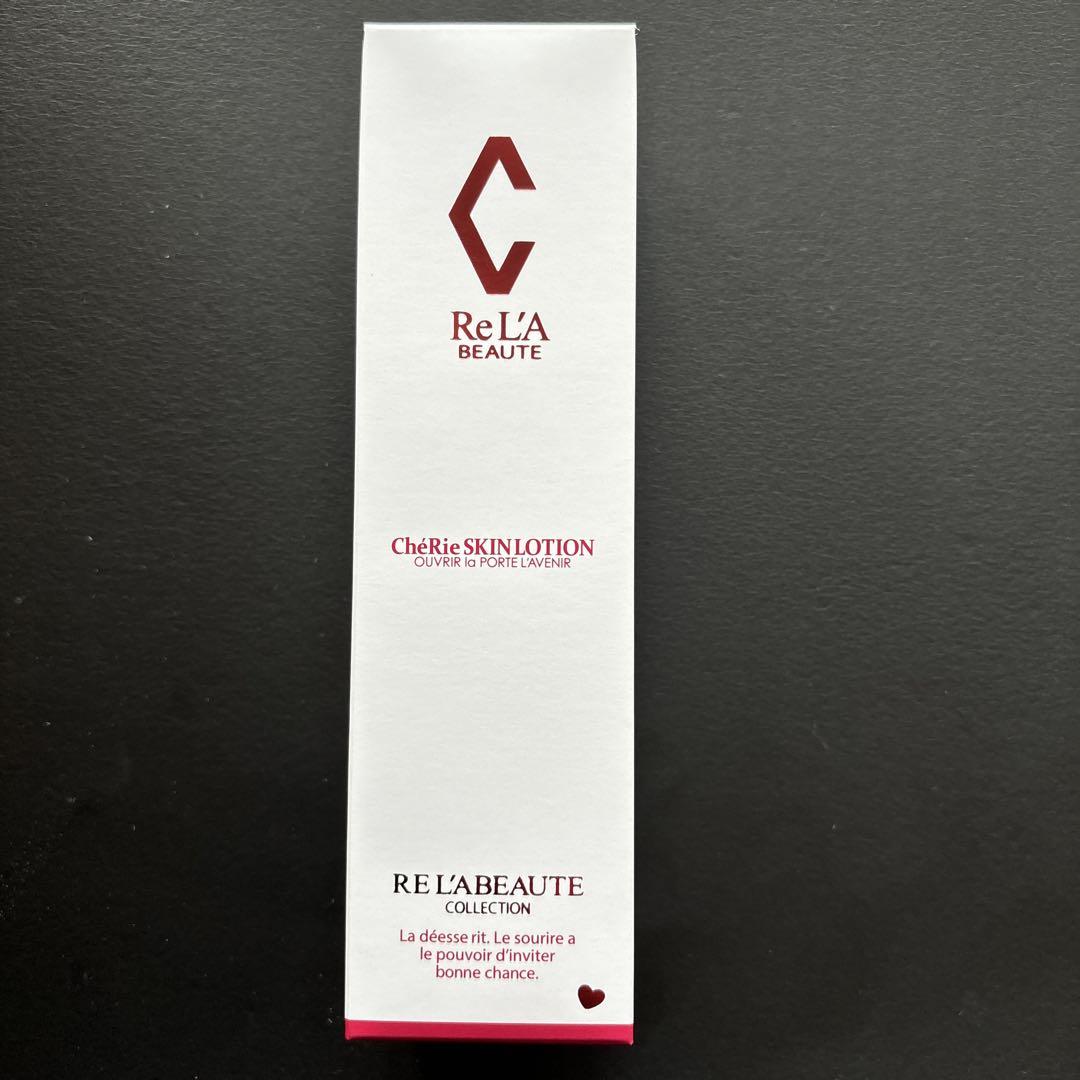 C
Re L'A
BEAUTE
ChéRie SKIN LOTION
OUVRIR la PORTE L'AVENIR
RE L'ABEAUTE
COLLECTION
La déesse rit. Le sourire a
le pouvoir d'inviter
bonne chance.